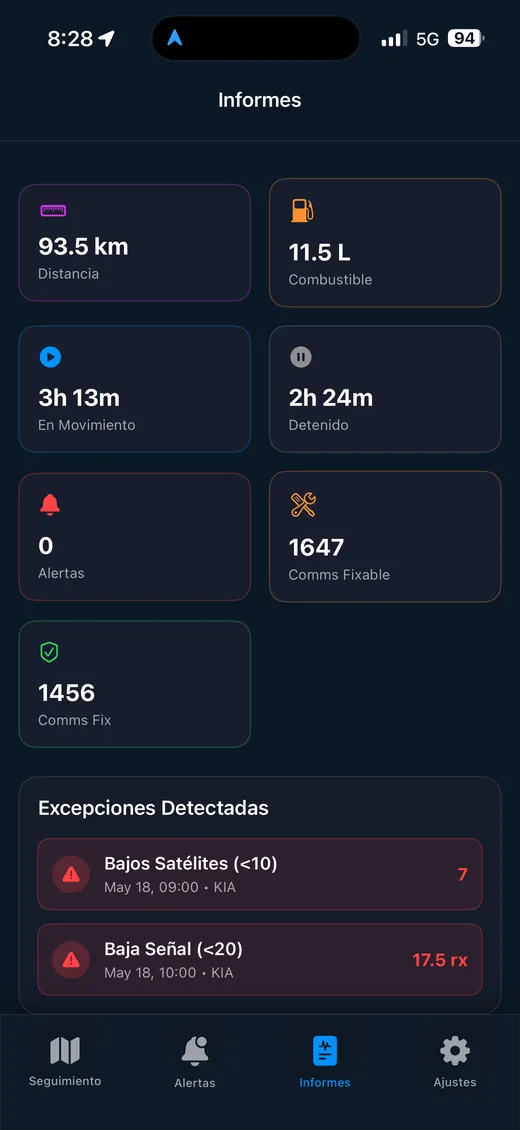 8:28
5G
94
Informes
93.5 km
Distancia
11.5 L
Combustible
3h 13m
En Movimiento
2h 24m
Detenido
0
Alertas
1647
Comms Fixable
1456
Comms Fix
Excepciones Detectadas
Bajos Satélites (<10)
May 18, 09:00 • KIA
7
Baja Señal (<20)
May 18, 10:00 • KIA
17.5 rx
Seguimiento
Alertas
Informes
Ajustes